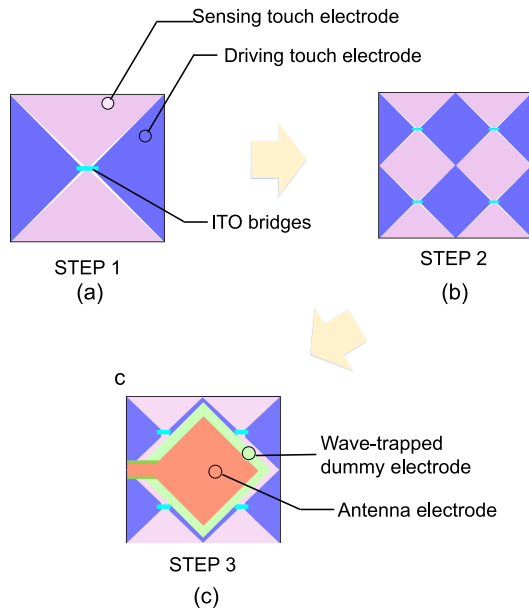 Sensing touch electrode
Driving touch electrode
ITO bridges
STEP 1
(a)
STEP 2
(b)
c
Wave-trapped
dummy electrode
Antenna electrode
STEP 3
(c)